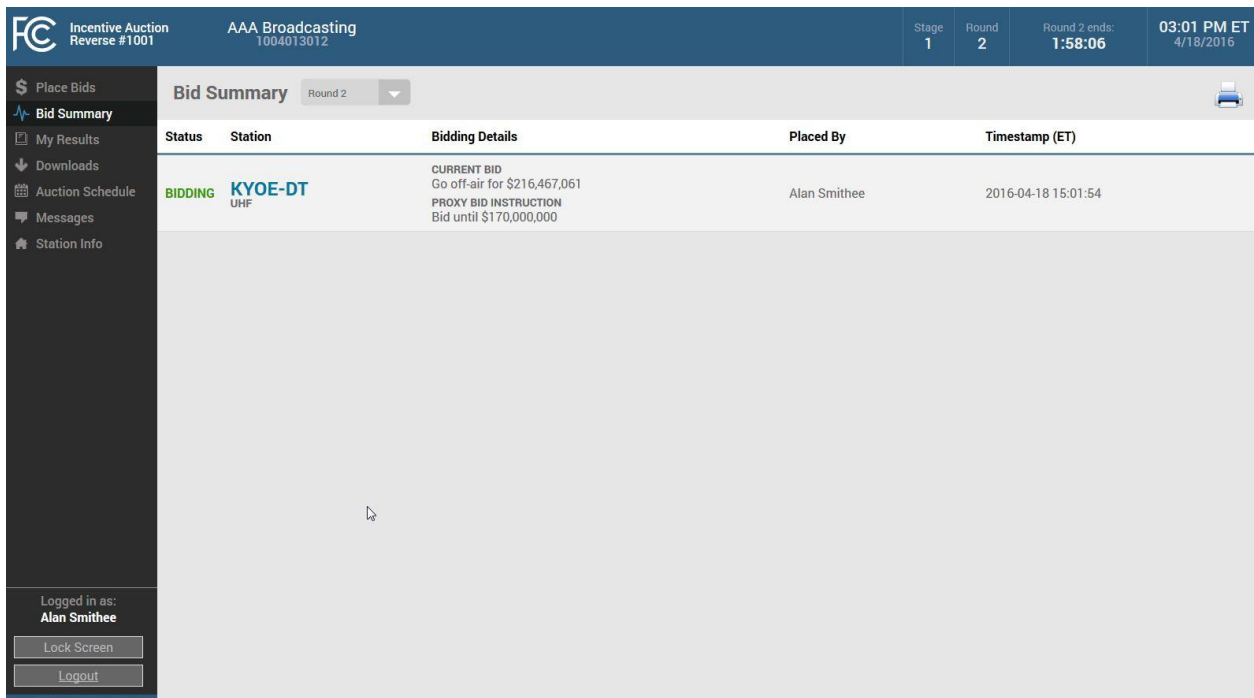 FCC
Incentive Auction
Reverse #1001
AAA Broadcasting
1004013012
Stage
1
Round
2
Round 2 ends:
1:58:06
03:01 PM ET
4/18/2016
Place Bids
Bid Summary
My Results
Downloads
Auction Schedule
Messages
Station Info
Bid Summary
Round 2
Status Station Bidding Details Placed By Timestamp (ET)
BIDDING
KYOE-DT
UHF
CURRENT BID
Go off-air for $216,467,061
PROXY BID INSTRUCTION
Bid until $170,000,000
Alan Smithee
2016-04-18 15:01:54
Logged in as:
Alan Smithee
Lock Screen
Logout